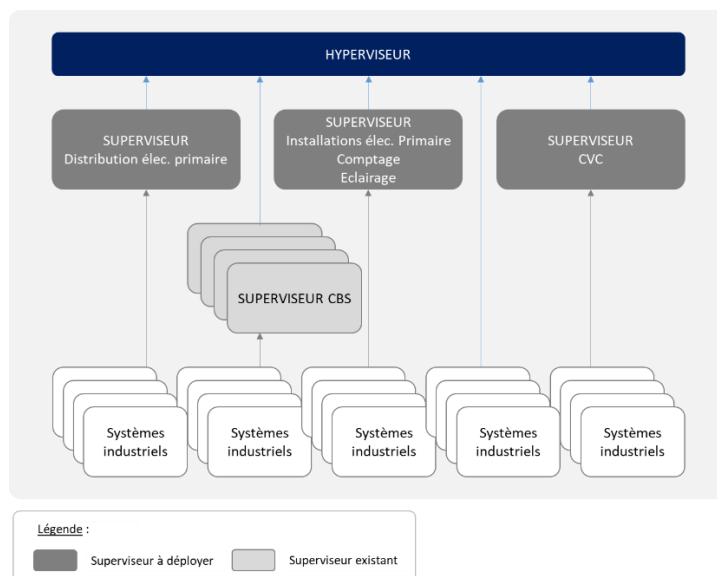 HYPERVISEUR
SUPERVISEUR
Distribution élec. primaire
SUPERVISEUR
Installations élec. Primaire
Comptage
Eclairage
SUPERVISEUR
CVC
SUPERVISEUR CBS
Systèmes
industriels
Systèmes
industriels
Systèmes
industriels
Systèmes
industriels
Systèmes
industriels
Légende :
Superviseur à déployer
Superviseur existant